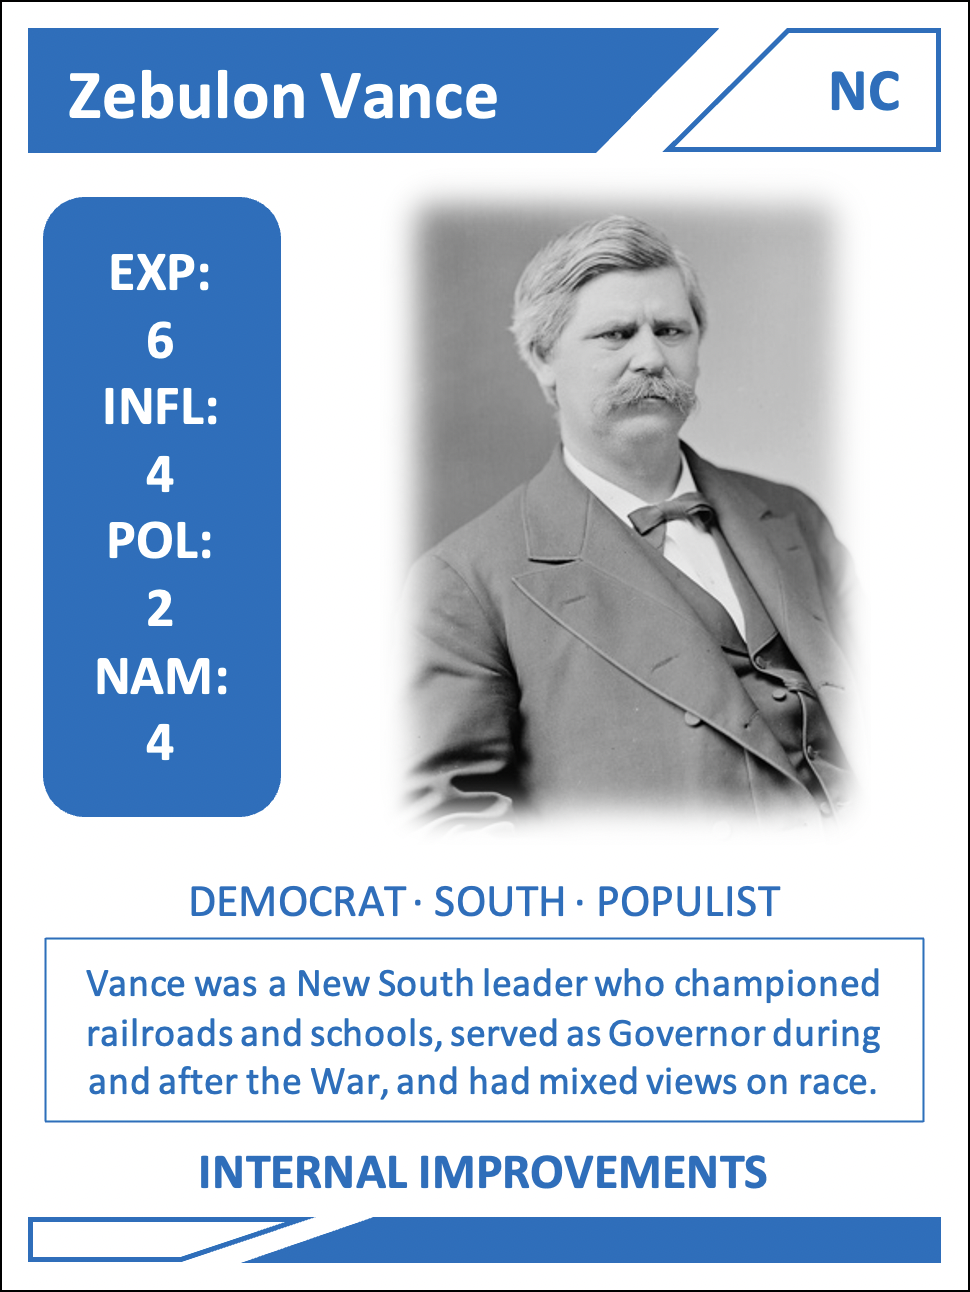 Zebulon Vance
NC
EXP:
6
INFL:
4
POL:
2
NAM:
4
DEMOCRAT · SOUTH · POPULIST
Vance was a New South leader who championed
railroads and schools, served as Governor during
and after the War, and had mixed views on race.
INTERNAL IMPROVEMENTS